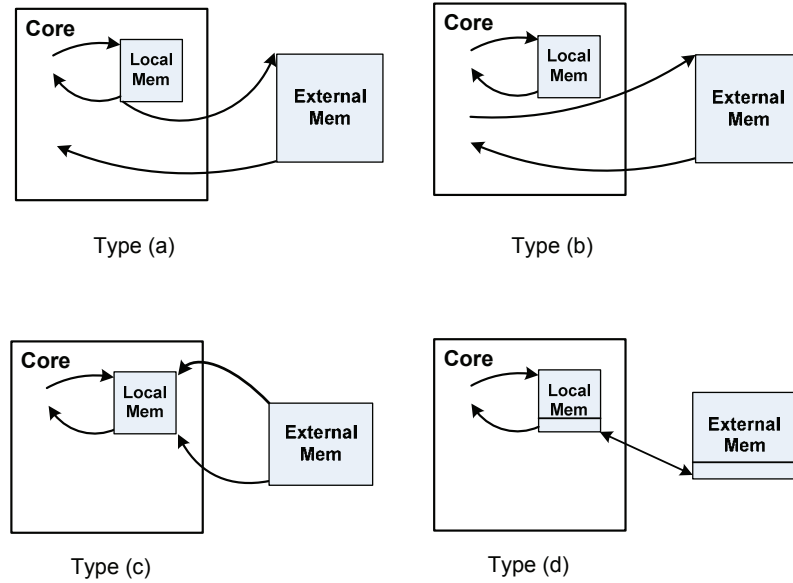 Core
Local
Mem
External
Mem
Type (a)
Core
Local
Mem
External
Mem
Type (b)
Core
Local
Mem
External
Mem
Type (c)
Core
Local
Mem
External
Mem
Type (d)